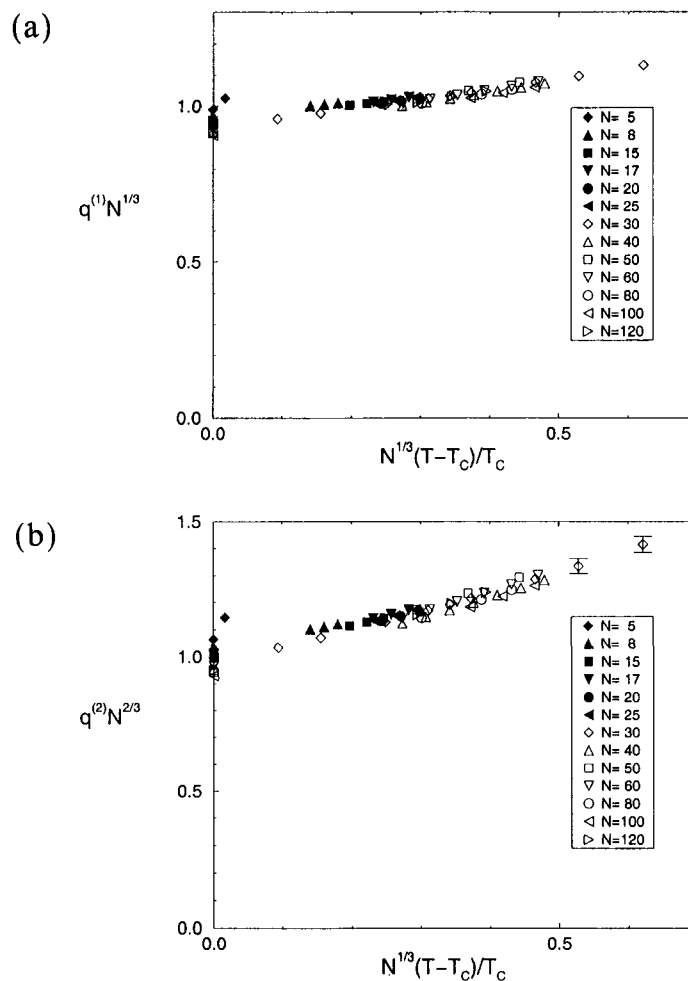 (a)
1.0
0.5
0.0
q⁽¹⁾N^1/3
0.0
0.5
N^1/3(T−T_C)/T_C
N= 5
N= 8
N= 15
N= 17
N= 20
N= 25
N= 30
N= 40
N= 50
N= 60
N= 80
N=100
N=120
(b)
1.5
1.0
0.5
0.0
q⁽²⁾N^2/3
0.0
0.5
N^1/3(T−T_C)/T_C
N= 5
N= 8
N= 15
N= 17
N= 20
N= 25
N= 30
N= 40
N= 50
N= 60
N= 80
N=100
N=120